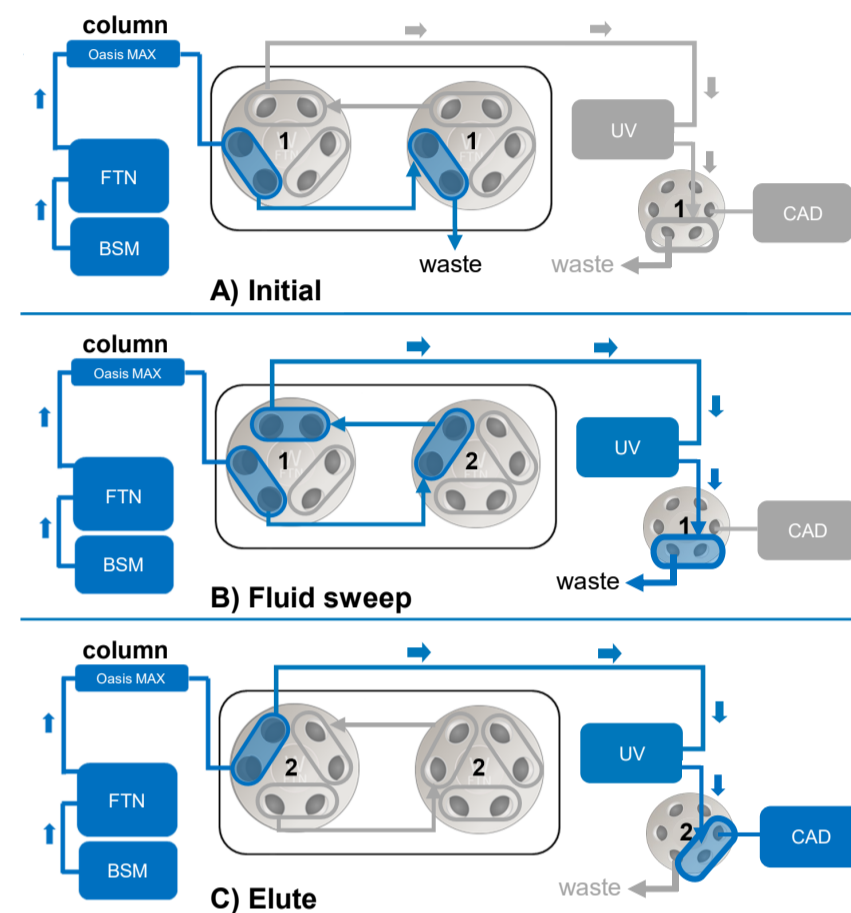 column
Oasis MAX
FTN
BSM
1
1
waste
UV
1
CAD
waste
A) Initial
column
Oasis MAX
FTN
BSM
1
2
UV
1
CAD
waste
B) Fluid sweep
column
Oasis MAX
FTN
BSM
2
2
UV
2
CAD
waste
C) Elute